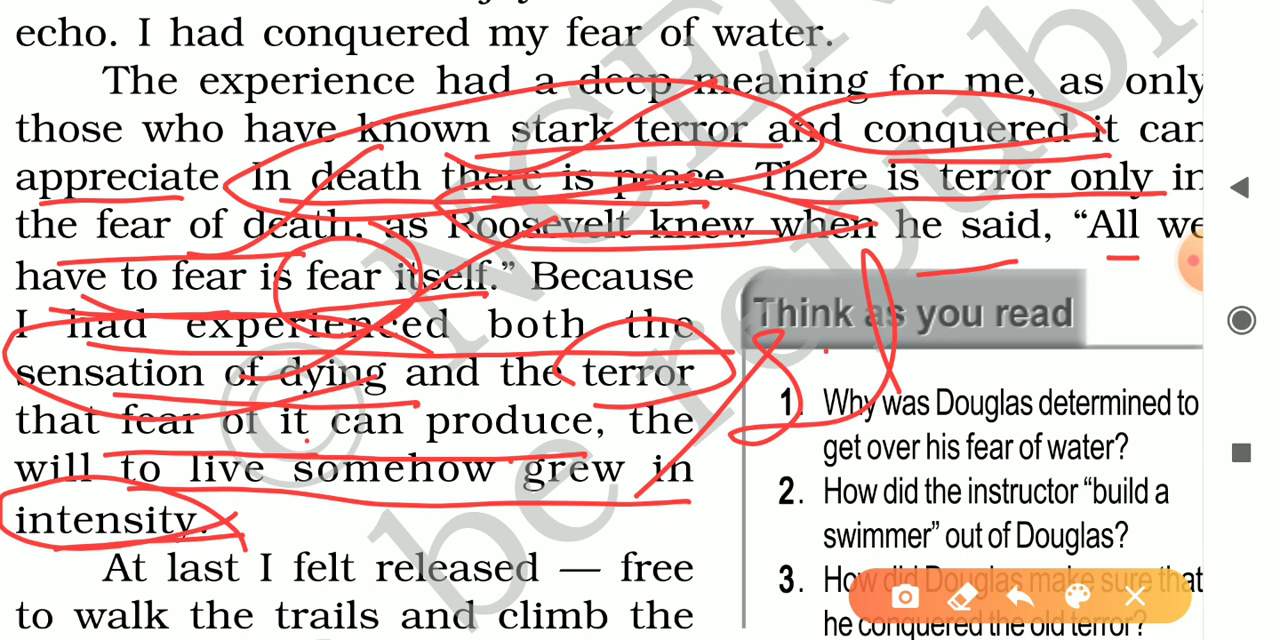 echo. I had conquered my fear of water.
The experience had a deep meaning for me, as only
those who have known stark terror and conquered it can
appreciate. In death there is peace. There is terror only in
the fear of death, as Roosevelt knew when he said, “All we
have to fear is fear itself.” Because
I had experienced both the
sensation of dying and the terror
that fear of it can produce, the
will to live somehow grew in
intensity.
At last I felt released — free
to walk the trails and climb the
Think as you read
1. Why was Douglas determined to
get over his fear of water?
2. How did the instructor “build a
swimmer” out of Douglas?
3. How did Douglas make sure that
he conquered the old terror?
© NCERT
be republ